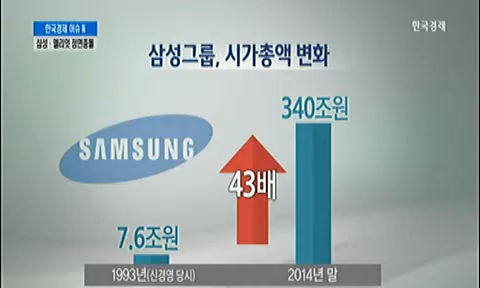 한국경제 이슈 N
삼성·엘리엇 정면충돌
한국경제
삼성그룹, 시가총액 변화
SAMSUNG
340조원
43배
7.6조원
1993년(신경영 당시)
2014년 말